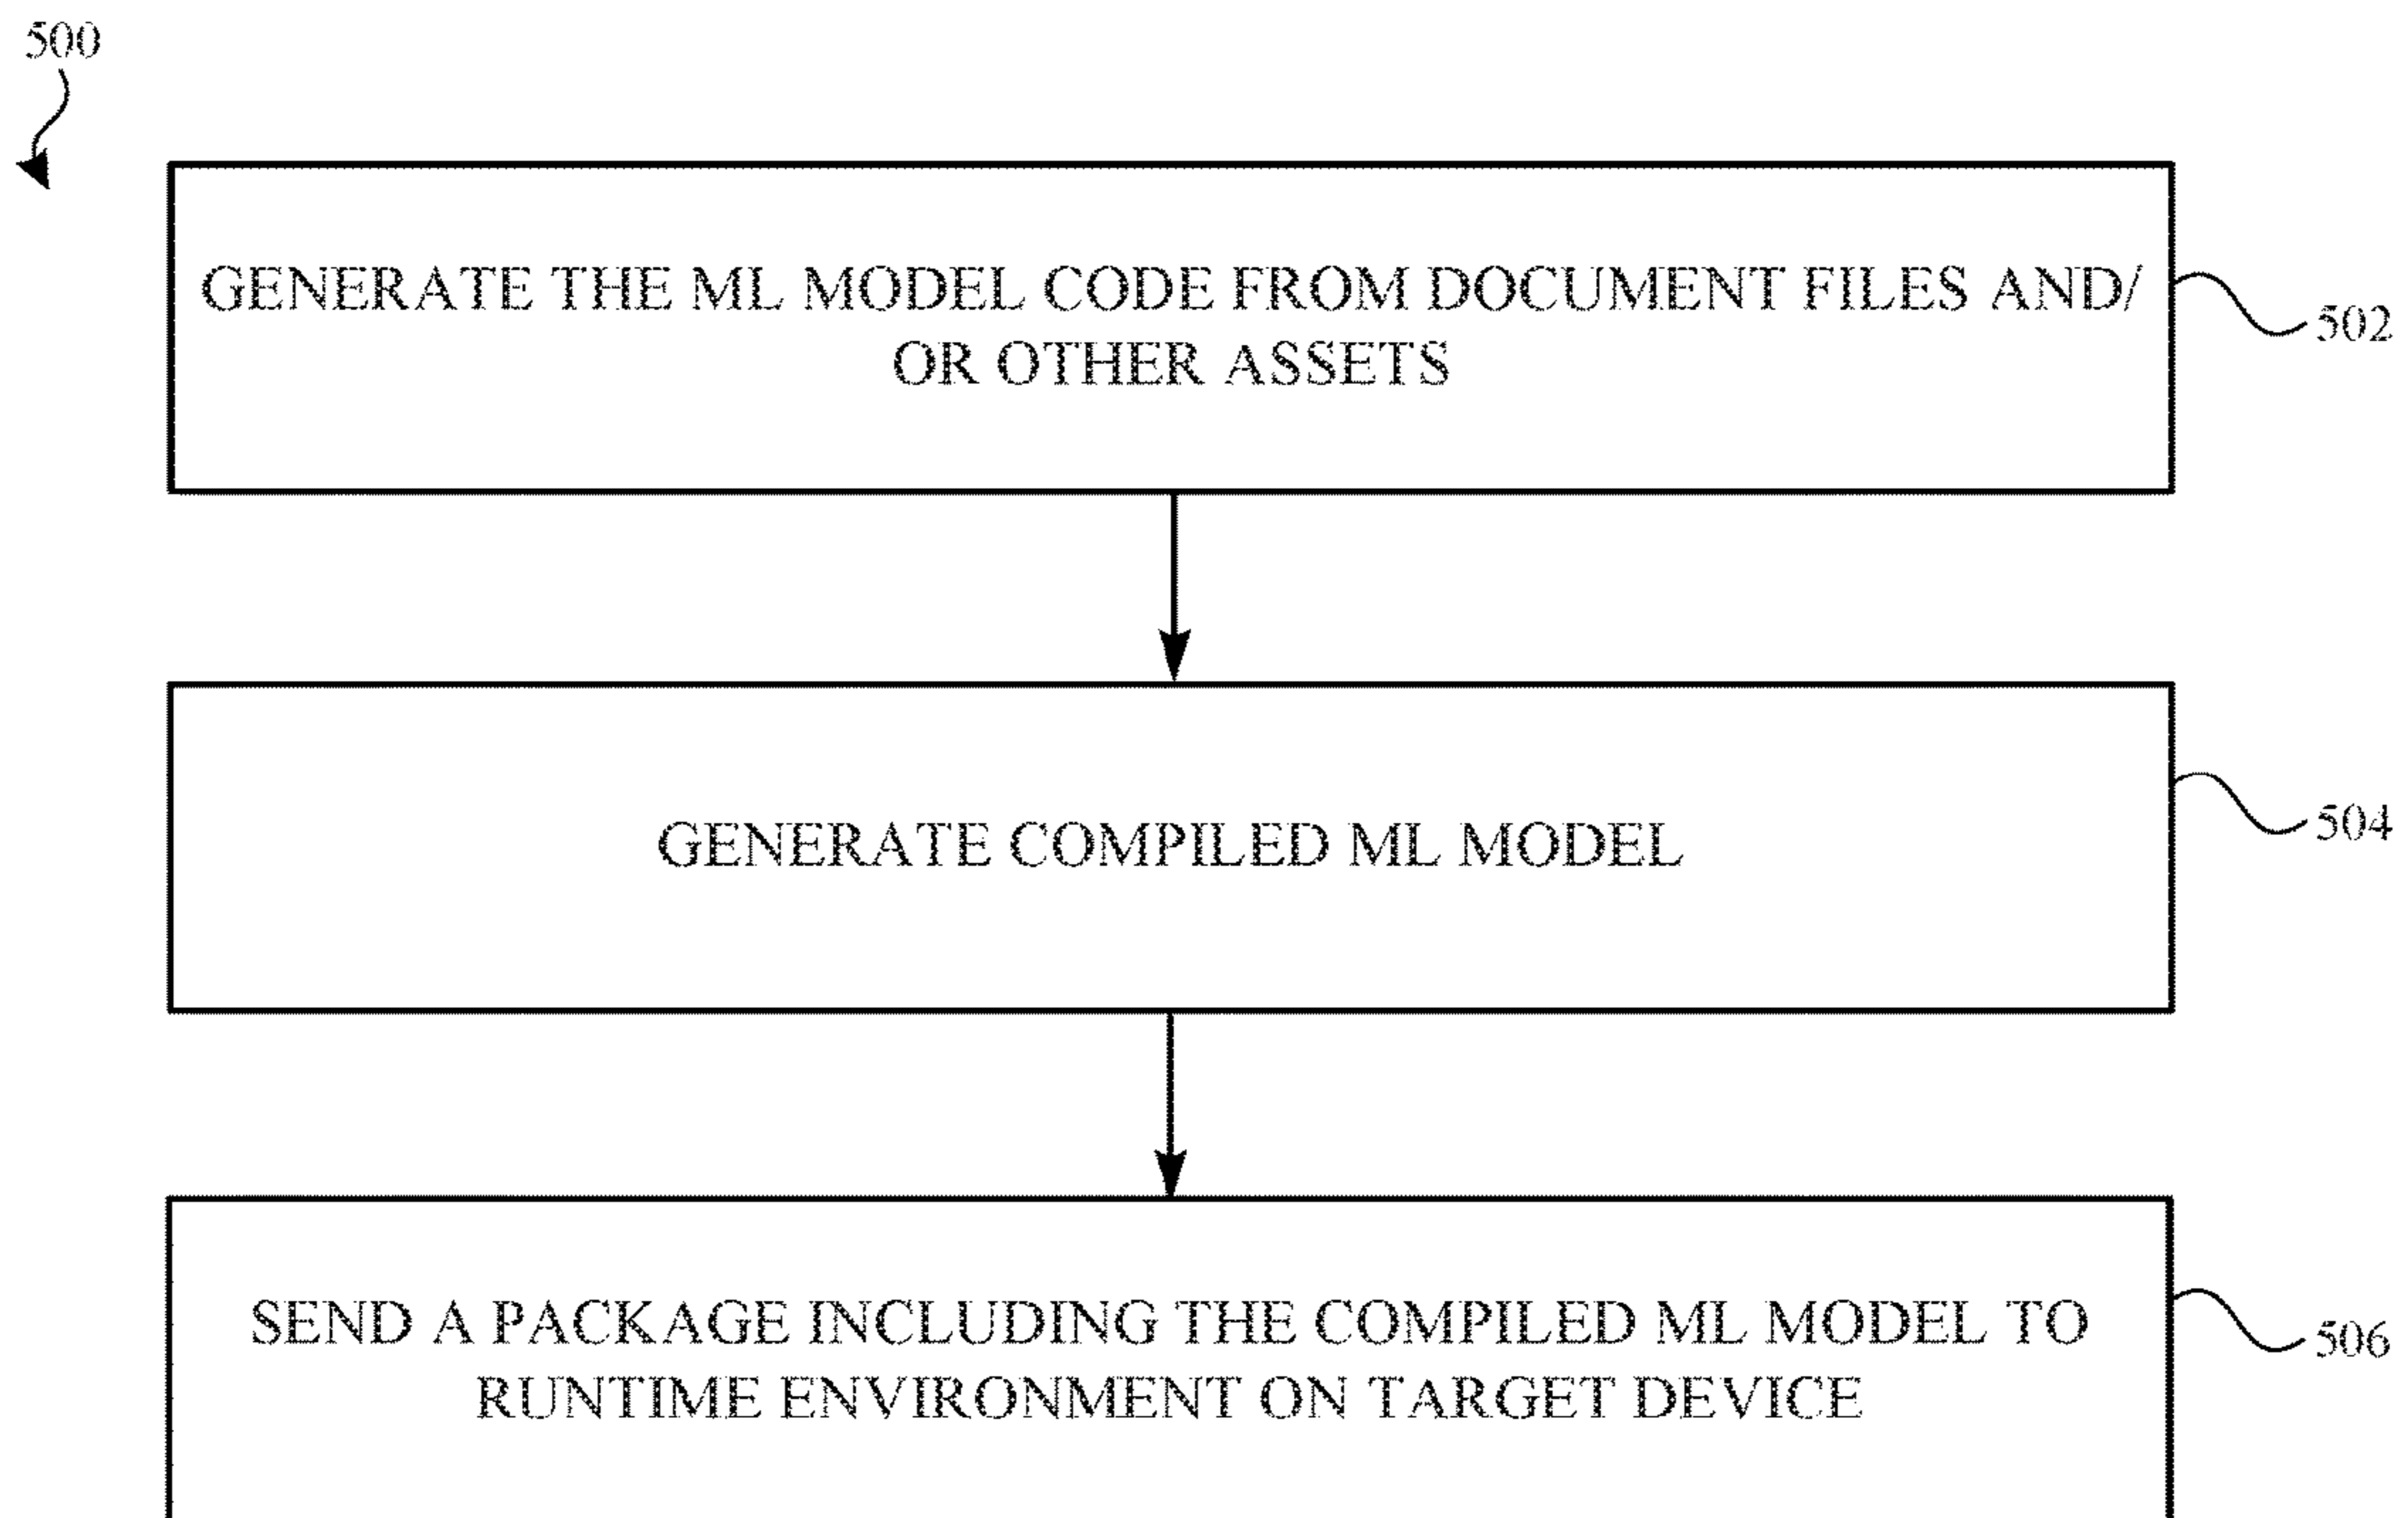 500
GENERATE THE ML MODEL CODE FROM DOCUMENT FILES AND/
OR OTHER ASSETS
502
GENERATE COMPILED ML MODEL
504
SEND A PACKAGE INCLUDING THE COMPILED ML MODEL TO
RUNTIME ENVIRONMENT ON TARGET DEVICE
506